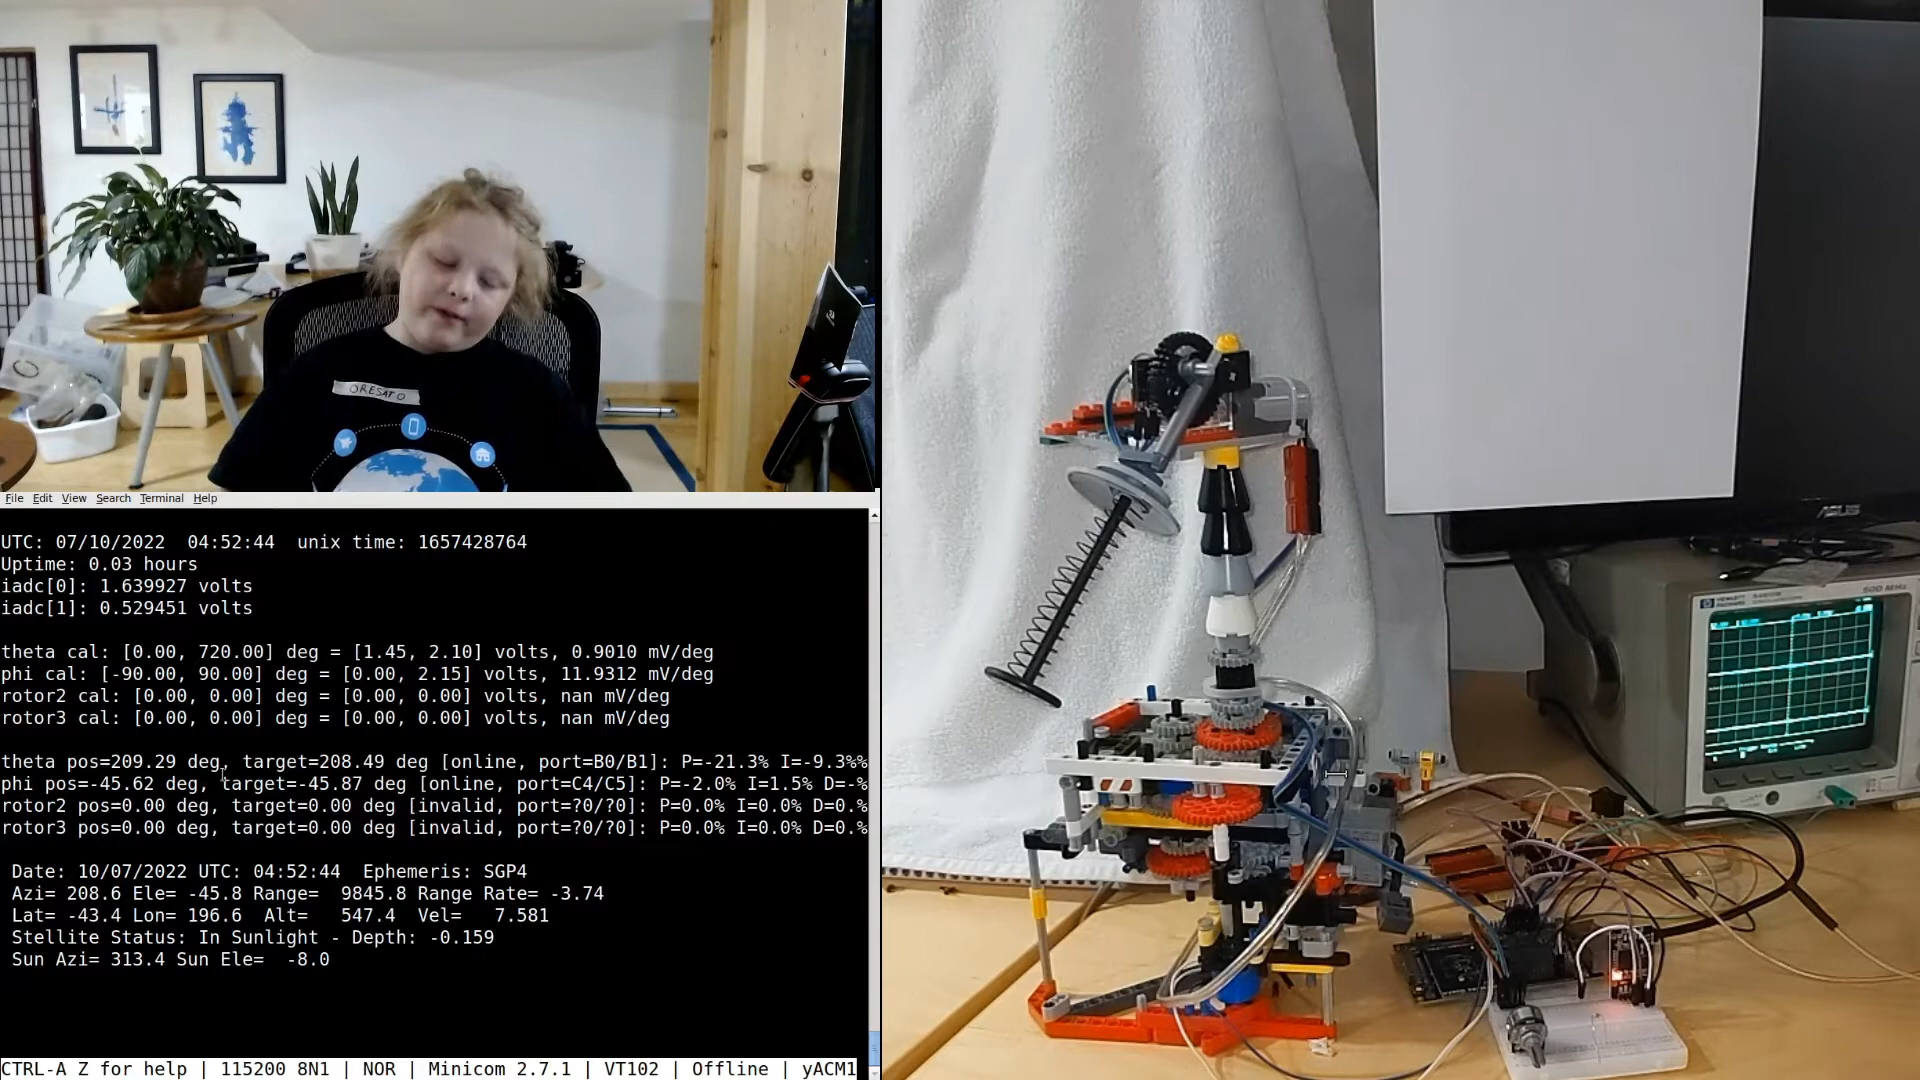 ORESATO
File Edit View Search Terminal Help
UTC: 07/10/2022  04:52:44  unix time: 1657428764
Uptime: 0.03 hours
iadc[0]: 1.639927 volts
iadc[1]: 0.529451 volts
theta cal: [0.00, 720.00] deg = [1.45, 2.10] volts, 0.9010 mV/deg
phi cal: [-90.00, 90.00] deg = [0.00, 2.15] volts, 11.9312 mV/deg
rotor2 cal: [0.00, 0.00] deg = [0.00, 0.00] volts, nan mV/deg
rotor3 cal: [0.00, 0.00] deg = [0.00, 0.00] volts, nan mV/deg
theta pos=209.29 deg, target=208.49 deg [online, port=B0/B1]: P=-21.3% I=-9.3%%
phi pos=-45.62 deg, target=-45.87 deg [online, port=C4/C5]: P=-2.0% I=1.5% D=-%
rotor2 pos=0.00 deg, target=0.00 deg [invalid, port=?0/?0]: P=0.0% I=0.0% D=0.%
rotor3 pos=0.00 deg, target=0.00 deg [invalid, port=?0/?0]: P=0.0% I=0.0% D=0.%
Date: 10/07/2022 UTC: 04:52:44  Ephemeris: SGP4
Azi= 208.6 Ele= -45.8 Range=  9845.8 Range Rate= -3.74
Lat= -43.4 Lon= 196.6  Alt=   547.4  Vel=   7.581
Stellite Status: In Sunlight - Depth: -0.159
Sun Azi= 313.4 Sun Ele=  -8.0
CTRL-A Z for help | 115200 8N1 | NOR | Minicom 2.7.1 | VT102 | Offline | yACM1
ASUS
HEWLETT
PACKARD
500 MHz